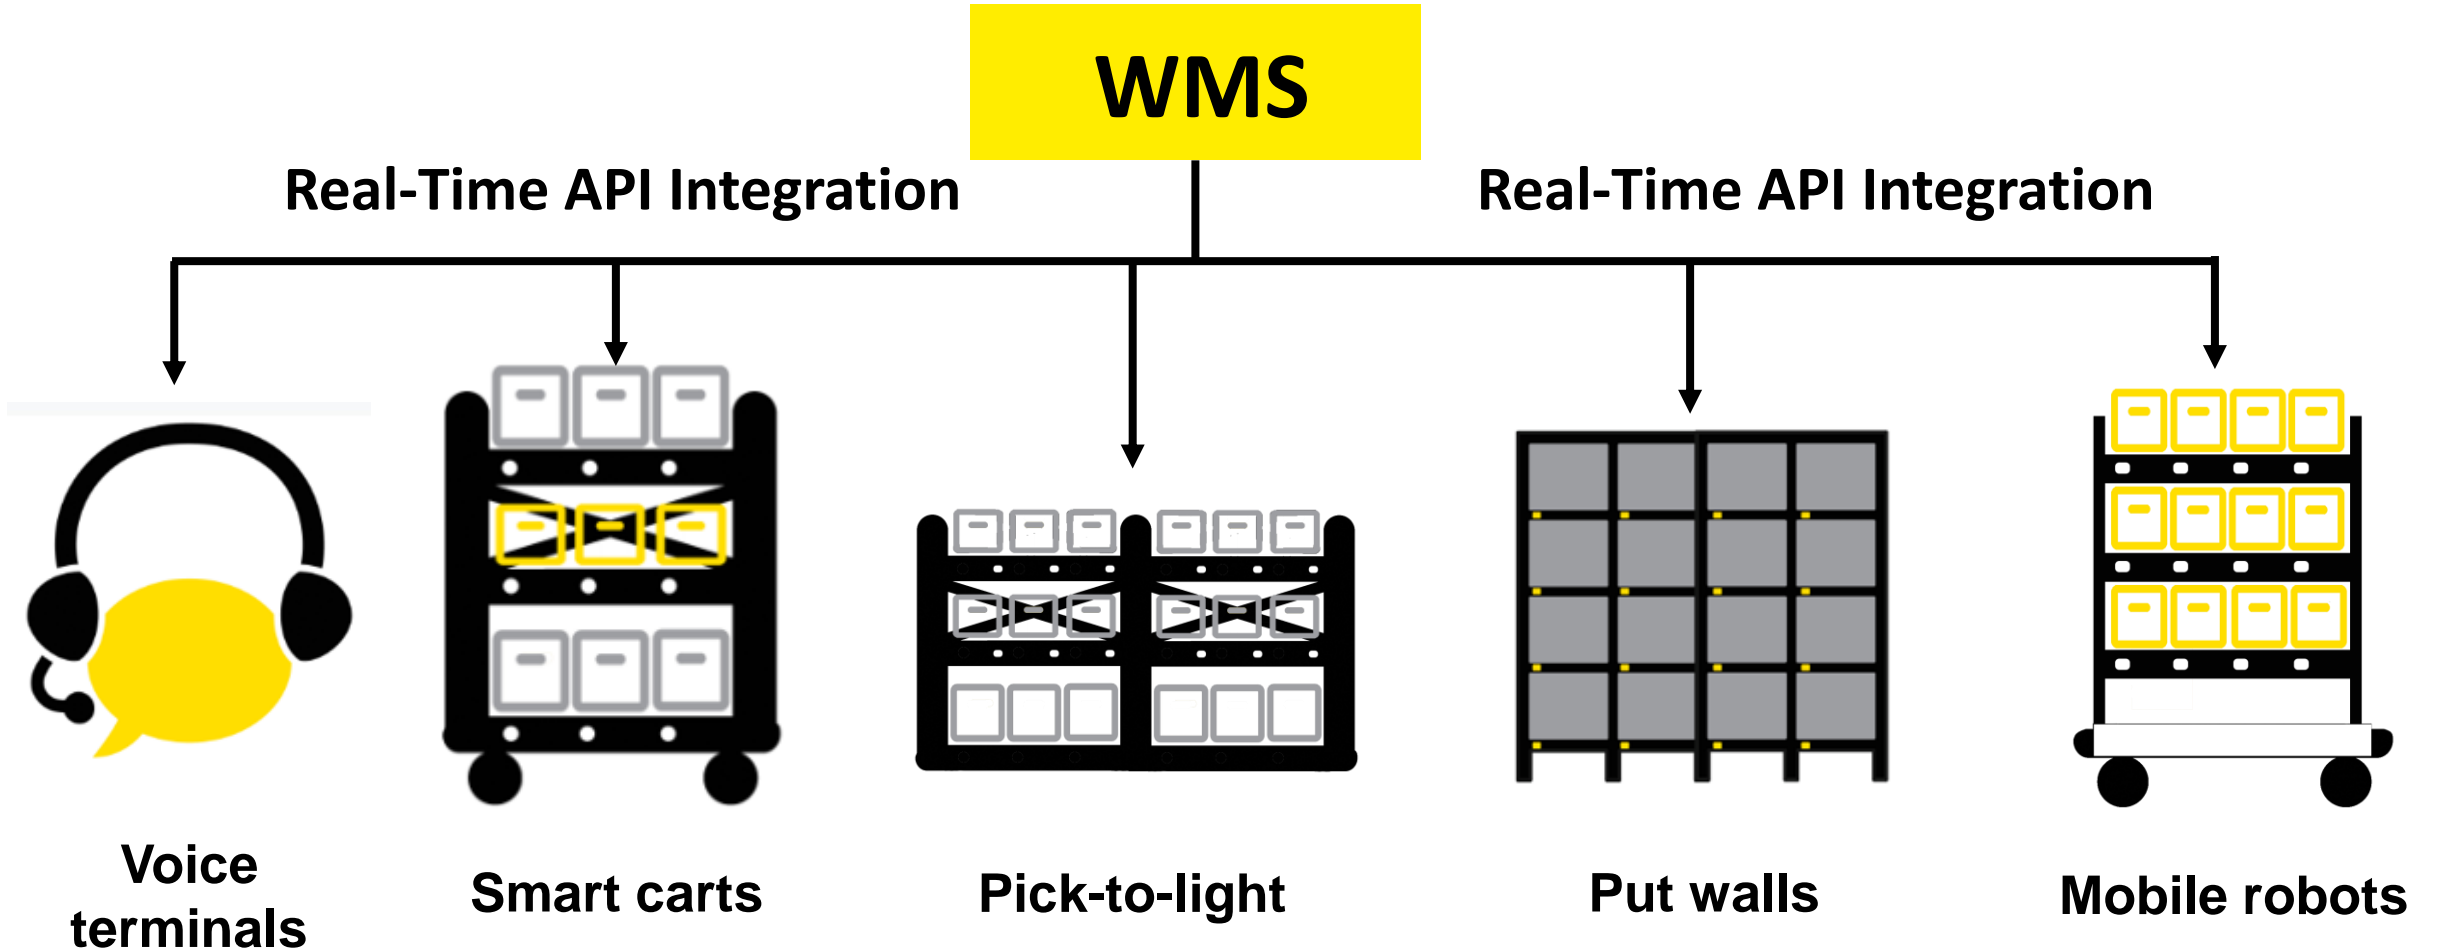 WMS
Real-Time API Integration
Real-Time API Integration
Voice
terminals
Smart carts
Pick-to-light
Put walls
Mobile robots